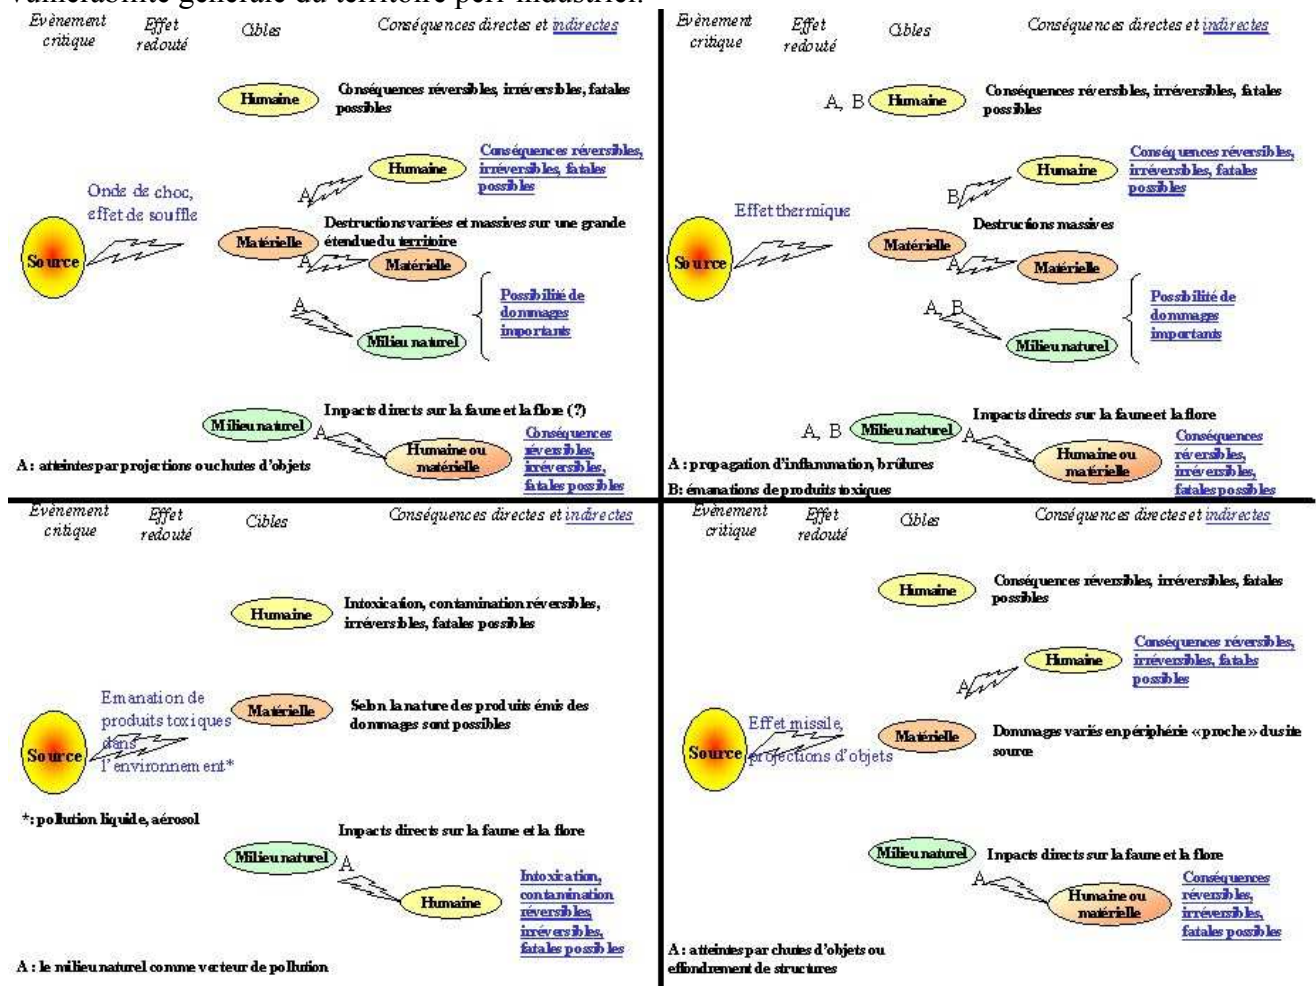 vulnérabilité générale du territoire péri-industriel.
Evènement
critique
Effet
redouté
Cibles
Conséquences directes et indirectes
Humaine
Conséquences réversibles, irréversibles, fatales
possibles
Humaine
Conséquences réversibles,
irréversibles, fatales
possibles
A
Onde de choc,
effet de souffle
Source
Matérielle
Destructions variées et massives sur une grande
étendue du territoire
A
Matérielle
A
Milieu naturel
Possibilité de
dommages
importants
Milieu naturel
Impacts directs sur la faune et la flore (?)
A
Humaine ou
matérielle
Conséquences
réversibles,
irréversibles,
fatales possibles
A : atteintes par projections ou chutes d'objets
Evènement
critique
Effet
redouté
Cibles
Conséquences directes et indirectes
A, B
Humaine
Conséquences réversibles, irréversibles, fatales
possibles
Humaine
Conséquences réversibles,
irréversibles, fatales
possibles
B
Effet thermique
Source
Matérielle
Destructions massives
A
Matérielle
A, B
Milieu naturel
Possibilité de
dommages
importants
A, B
Milieu naturel
Impacts directs sur la faune et la flore
A
Humaine ou
matérielle
Conséquences
réversibles,
irréversibles,
fatales possibles
A : propagation d'inflammation, brûlures
B: émanations de produits toxiques
Evènement
critique
Effet
redouté
Cibles
Conséquences directes et indirectes
Humaine
Intoxication, contamination réversibles,
irréversibles, fatales possibles
Emanation de
produits toxiques
dans
l'environnement*
Source
Matérielle
Selon la nature des produits émis des
dommages sont possibles
*: pollution liquide, aérosol
Milieu naturel
Impacts directs sur la faune et la flore
A
Humaine
Intoxication,
contamination
réversibles,
irréversibles,
fatales possibles
A : le milieu naturel comme vecteur de pollution
Evènement
critique
Effet
redouté
Cibles
Conséquences directes et indirectes
Humaine
Conséquences réversibles, irréversibles, fatales
possibles
Humaine
Conséquences réversibles,
irréversibles, fatales
possibles
A
Effet missile,
projections d'objets
Source
Matérielle
Dommages variés en périphérie « proche » du site
source
Milieu naturel
Impacts directs sur la faune et la flore
A
Humaine ou
matérielle
Conséquences
réversibles,
irréversibles,
fatales possibles
A : atteintes par chutes d'objets ou
effondrement de structures